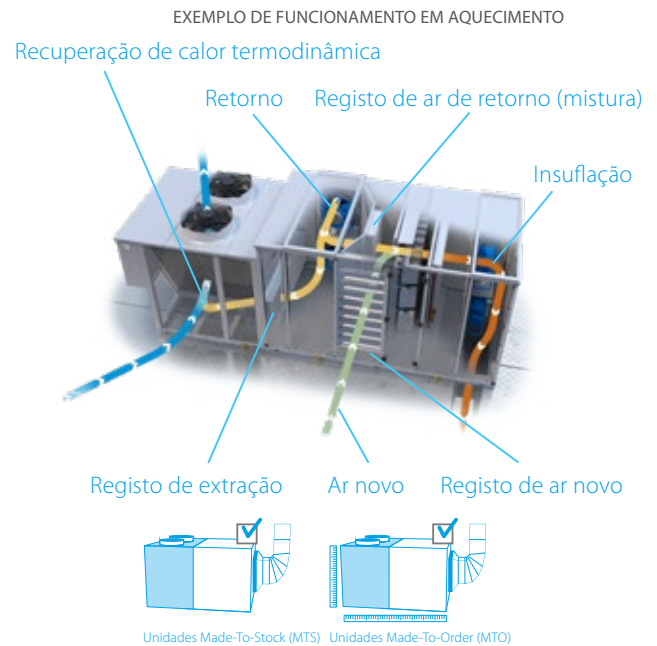 EXEMPLO DE FUNCIONAMENTO EM AQUECIMENTO
Recuperação de calor termodinâmica
Retorno
Registo de ar de retorno (mistura)
Insuflação
Registo de extração
Ar novo
Registo de ar novo
Unidades Made-To-Stock (MTS)
Unidades Made-To-Order (MTO)